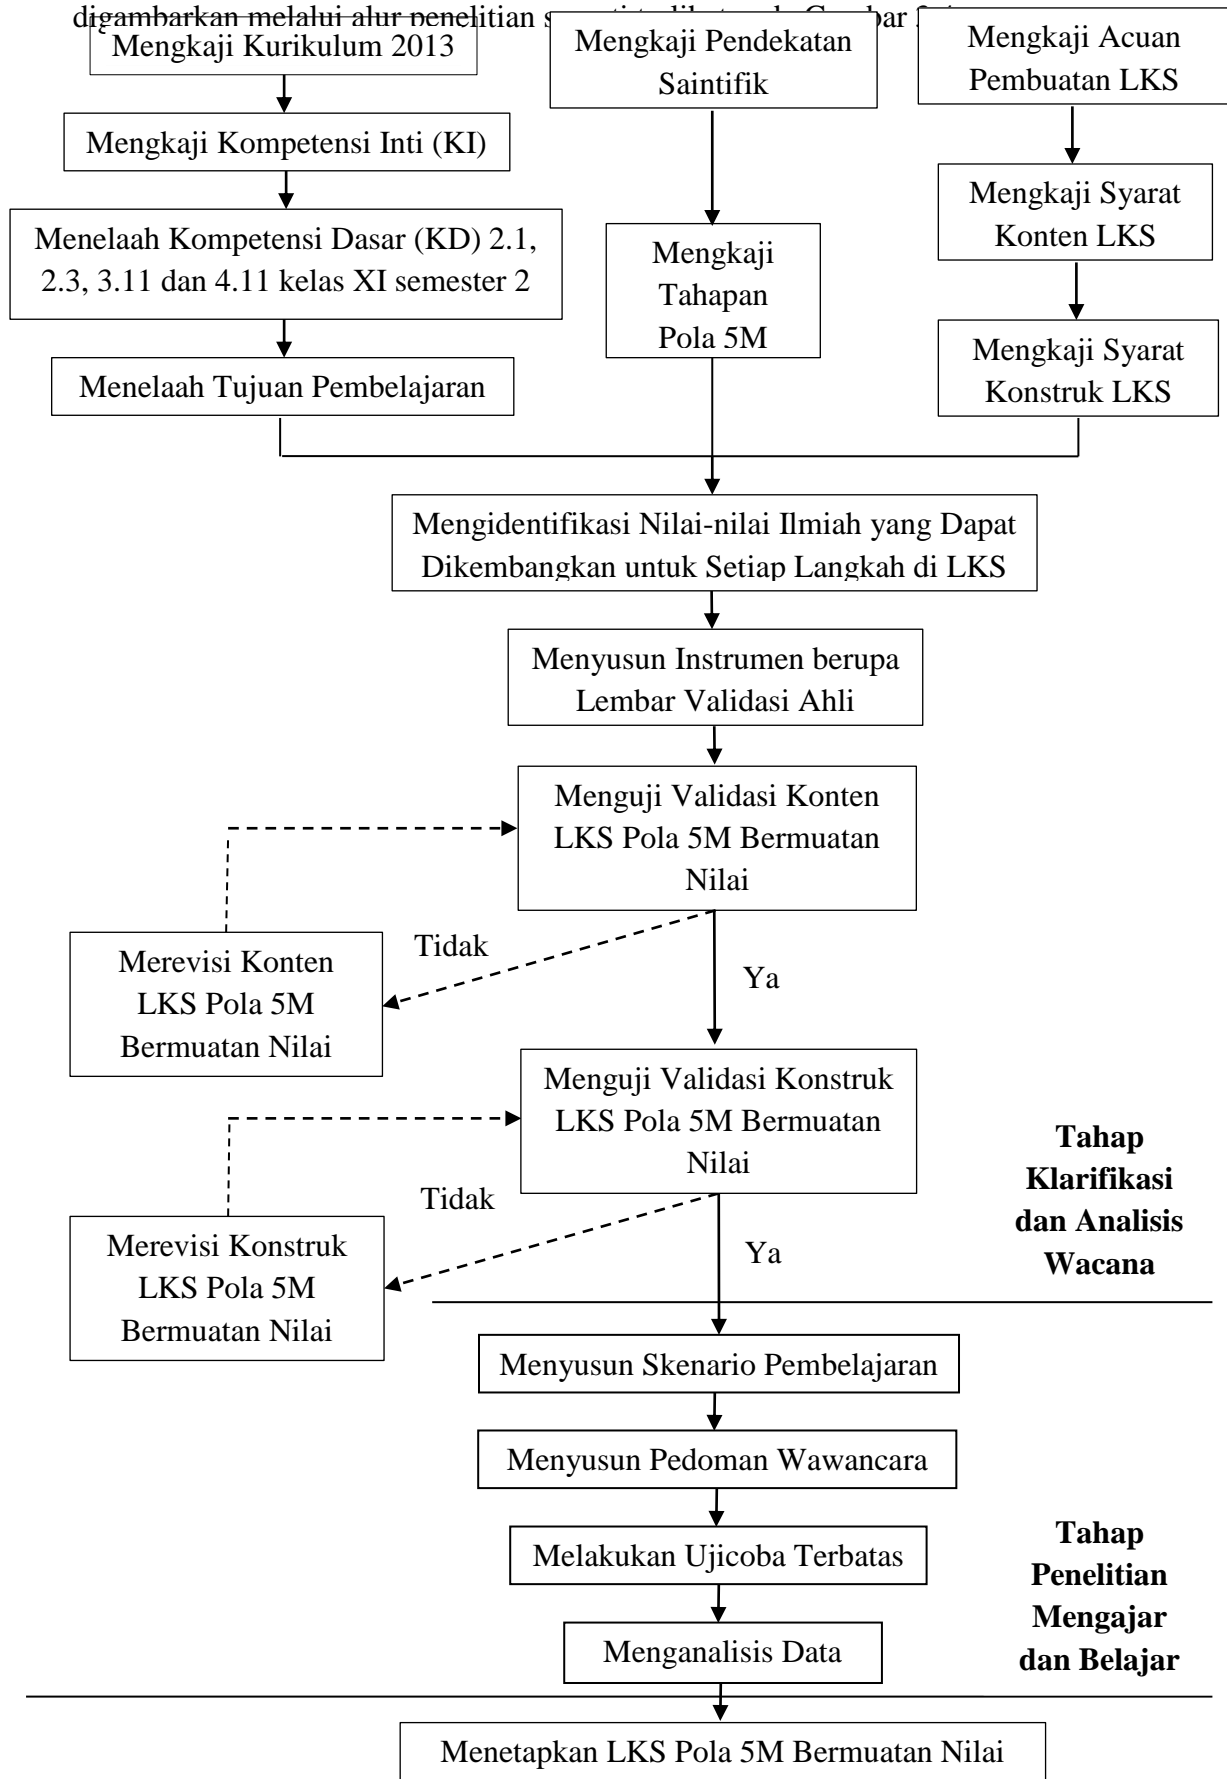 digambarkan melalui alur penelitian
Mengkaji Kurikulum 2013
Mengkaji Kompetensi Inti (KI)
Menelaah Kompetensi Dasar (KD) 2.1,
2.3, 3.11 dan 4.11 kelas XI semester 2
Menelaah Tujuan Pembelajaran
Mengkaji Pendekatan
Saintifik
Mengkaji
Tahapan
Pola 5M
Mengkaji Acuan
Pembuatan LKS
Mengkaji Syarat
Konten LKS
Mengkaji Syarat
Konstruk LKS
Mengidentifikasi Nilai-nilai Ilmiah yang Dapat
Dikembangkan untuk Setiap Langkah di LKS
Menyusun Instrumen berupa
Lembar Validasi Ahli
Menguji Validasi Konten
LKS Pola 5M Bermuatan
Nilai
Tidak
Ya
Merevisi Konten
LKS Pola 5M
Bermuatan Nilai
Menguji Validasi Konstruk
LKS Pola 5M Bermuatan
Nilai
Tidak
Ya
Merevisi Konstruk
LKS Pola 5M
Bermuatan Nilai
Tahap
Klarifikasi
dan Analisis
Wacana
Menyusun Skenario Pembelajaran
Menyusun Pedoman Wawancara
Melakukan Ujicoba Terbatas
Menganalisis Data
Tahap
Penelitian
Mengajar
dan Belajar
Menetapkan LKS Pola 5M Bermuatan Nilai